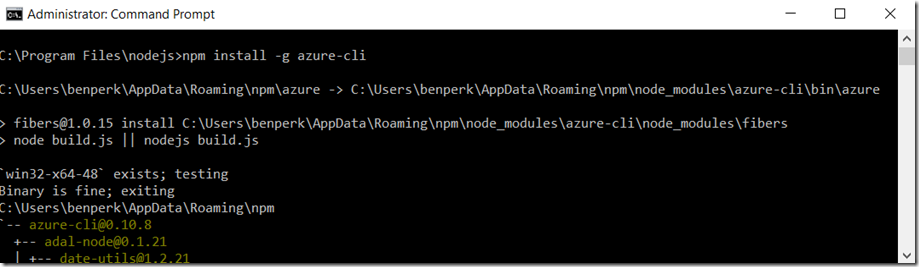 Administrator: Command Prompt
C:\Program Files\nodejs>npm install -g azure-cli
C:\Users\benperk\AppData\Roaming\npm\azure -> C:\Users\benperk\AppData\Roaming\npm\node_modules\azure-cli\bin\azure
> fibers@1.0.15 install C:\Users\benperk\AppData\Roaming\npm\node_modules\azure-cli\node_modules\fibers
> node build.js || nodejs build.js
`win32-x64-48` exists; testing
Binary is fine; exiting
C:\Users\benperk\AppData\Roaming\npm
`-- azure-cli@0.10.8
+-- adal-node@0.1.21
| +-- date-utils@1.2.21